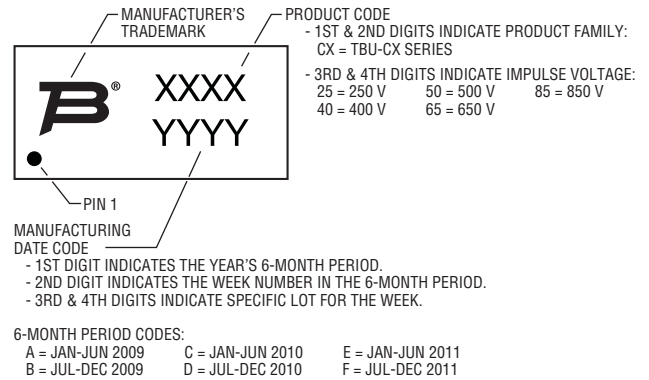 MANUFACTURER'S
TRADEMARK
PRODUCT CODE
- 1ST & 2ND DIGITS INDICATE PRODUCT FAMILY:
CX = TBU-CX SERIES
- 3RD & 4TH DIGITS INDICATE IMPULSE VOLTAGE:
25 = 250 V 50 = 500 V 85 = 850 V
40 = 400 V 65 = 650 V
B®
XXXX
YYYY
PIN 1
MANUFACTURING
DATE CODE
- 1ST DIGIT INDICATES THE YEAR'S 6-MONTH PERIOD.
- 2ND DIGIT INDICATES THE WEEK NUMBER IN THE 6-MONTH PERIOD.
- 3RD & 4TH DIGITS INDICATE SPECIFIC LOT FOR THE WEEK.
6-MONTH PERIOD CODES:
A = JAN-JUN 2009 C = JAN-JUN 2010 E = JAN-JUN 2011
B = JUL-DEC 2009 D = JUL-DEC 2010 F = JUL-DEC 2011